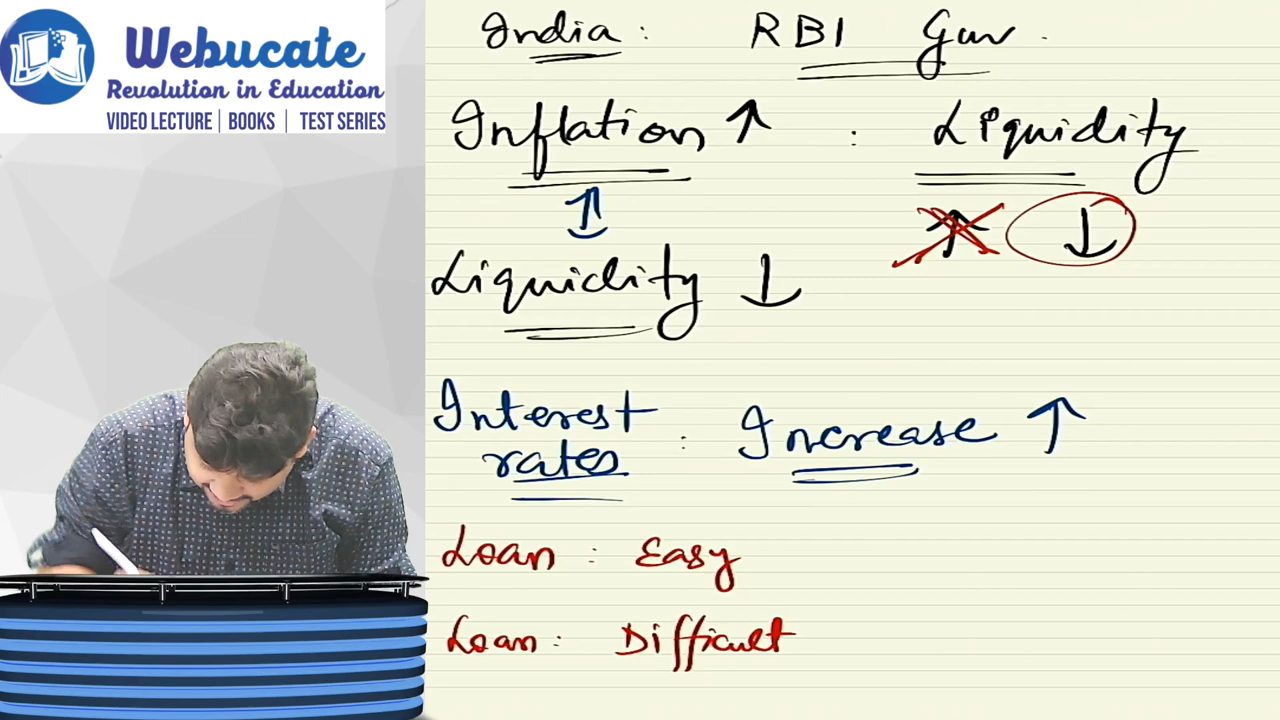 Webucate
Revolution in Education
VIDEO LECTURE | BOOKS | TEST SERIES
India : RBI Guv.
Inflation ↑ : Liquidity
↑ ↑ ↓
Liquidity ↓
Interest rates : Increase ↑
Loan : Easy
Loan : Difficult